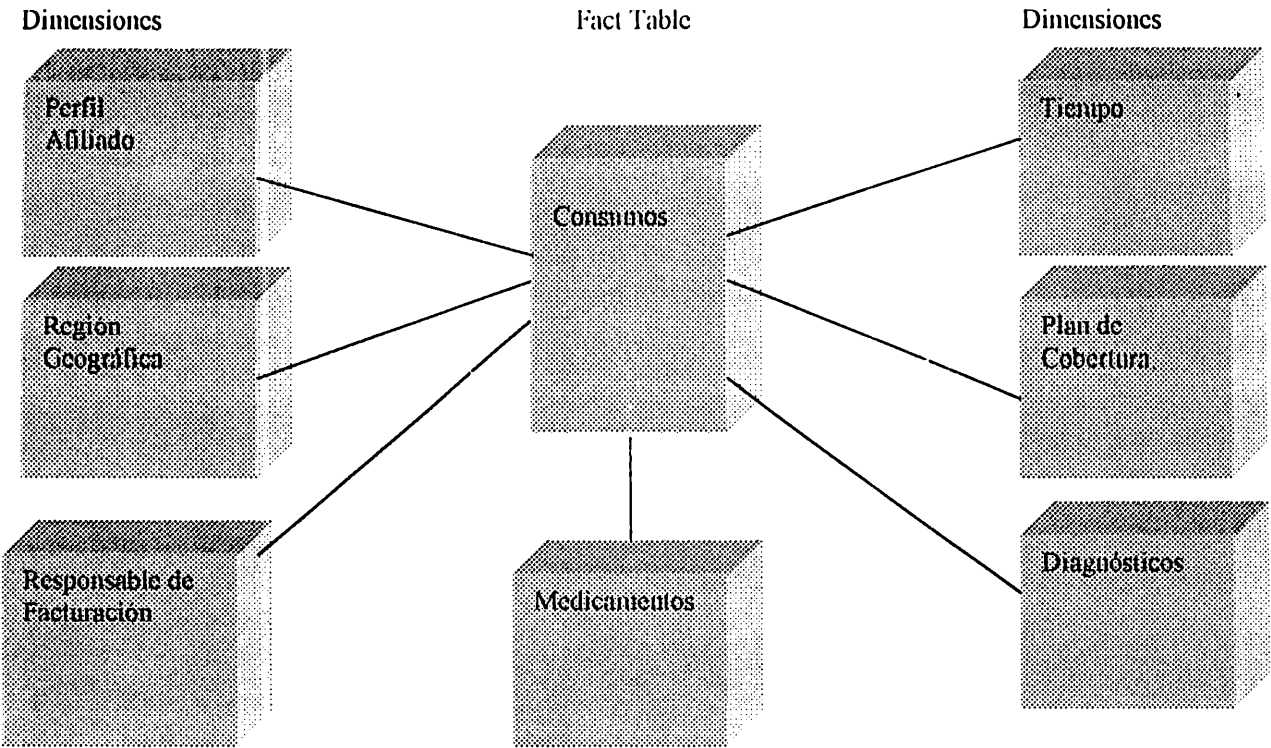 Dimensiones
Fact Table
Dimensiones
Perfil
Afiliado
Consumos
Tiempo
Región
Geográfica
Plan de
Cobertura
Responsable de
Facturación
Medicamentos
Diagnósticos